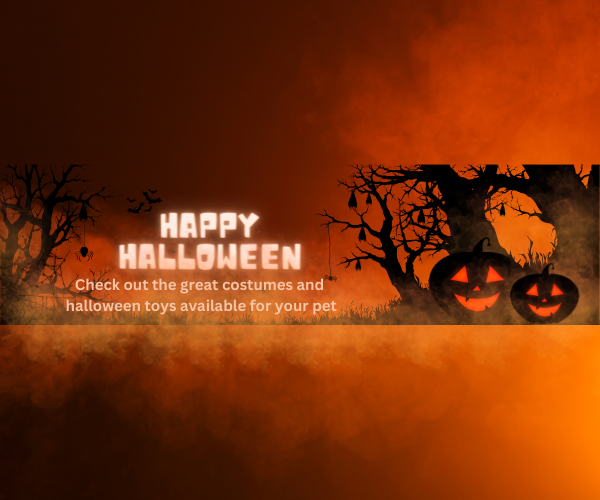 HAPPY
HALLOWEEN
Check out the great costumes and
halloween toys available for your pet